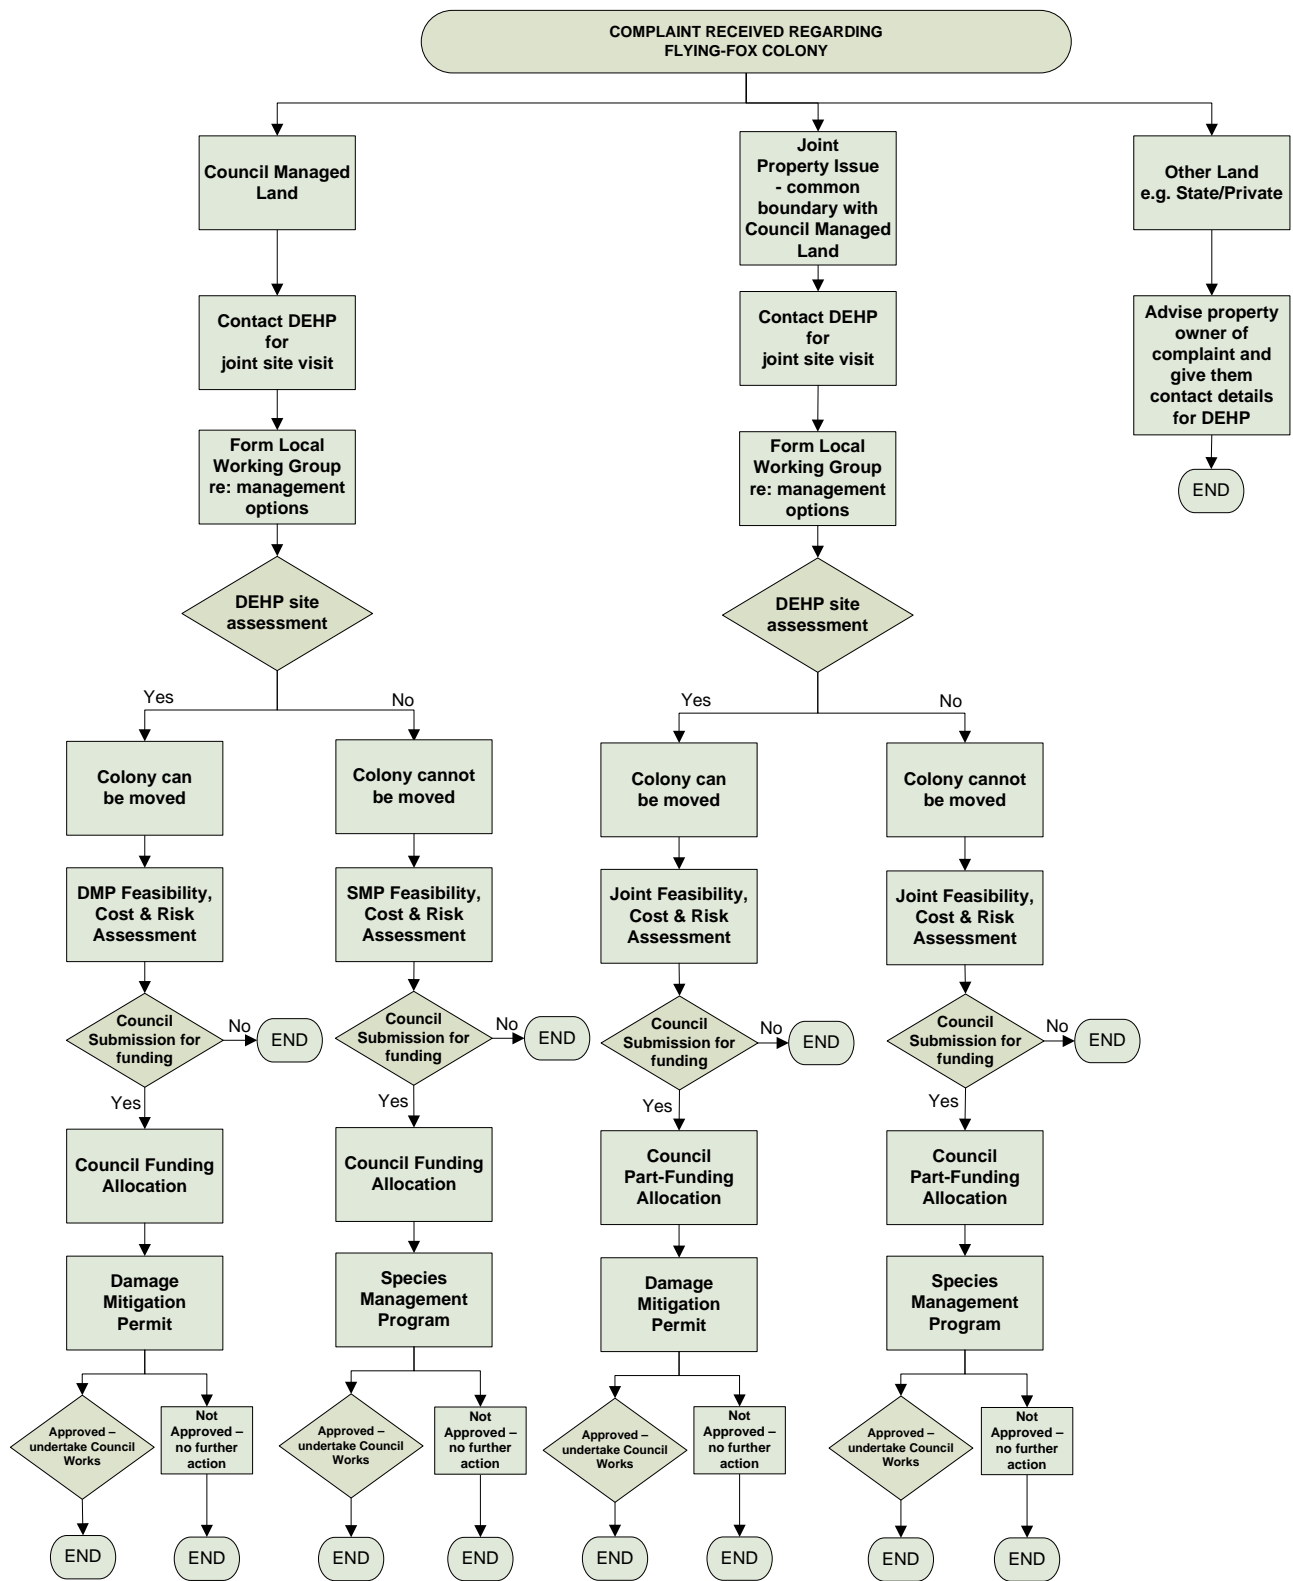 COMPLAINT RECEIVED REGARDING
FLYING-FOX COLONY
Council Managed
Land
Joint
Property Issue
- common
boundary with
Council Managed
Land
Other Land
e.g. State/Private
Contact DEHP
for
joint site visit
Contact DEHP
for
joint site visit
Advise property
owner of
complaint and
give them
contact details
for DEHP
Form Local
Working Group
re: management
options
Form Local
Working Group
re: management
options
END
DEHP site
assessment
DEHP site
assessment
Yes
No
Yes
No
Colony can
be moved
Colony cannot
be moved
Colony can
be moved
Colony cannot
be moved
DMP Feasibility,
Cost & Risk
Assessment
SMP Feasibility,
Cost & Risk
Assessment
Joint Feasibility,
Cost & Risk
Assessment
Joint Feasibility,
Cost & Risk
Assessment
Council
Submission for
funding
No
END
Council
Submission for
funding
No
END
Council
Submission for
funding
No
END
Council
Submission for
funding
No
END
Yes
Yes
Yes
Yes
Council Funding
Allocation
Council Funding
Allocation
Council
Part-Funding
Allocation
Council
Part-Funding
Allocation
Damage
Mitigation
Permit
Species
Management
Program
Damage
Mitigation
Permit
Species
Management
Program
Approved –
undertake Council
Works
Not
Approved –
no further
action
Approved –
undertake Council
Works
Not
Approved –
no further
action
Approved –
undertake Council
Works
Not
Approved –
no further
action
Approved –
undertake Council
Works
Not
Approved –
no further
action
END
END
END
END
END
END
END
END